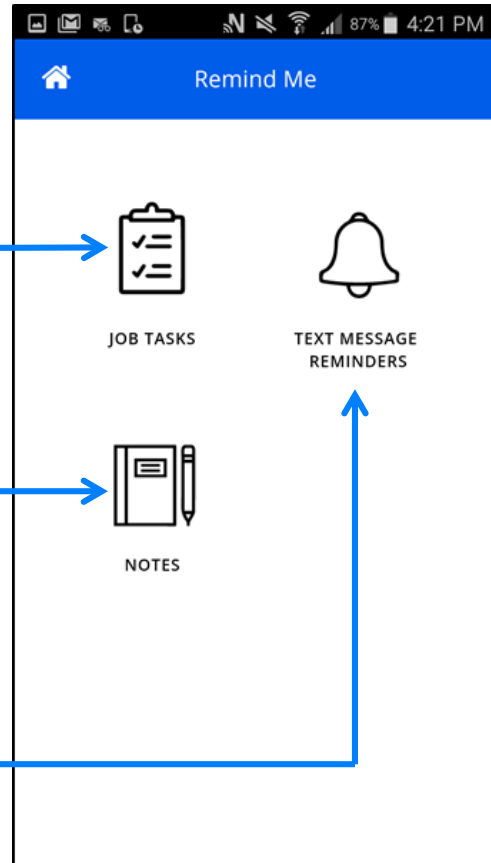 87% 4:21 PM
Remind Me
JOB TASKS
TEXT MESSAGE
REMINDERS
NOTES